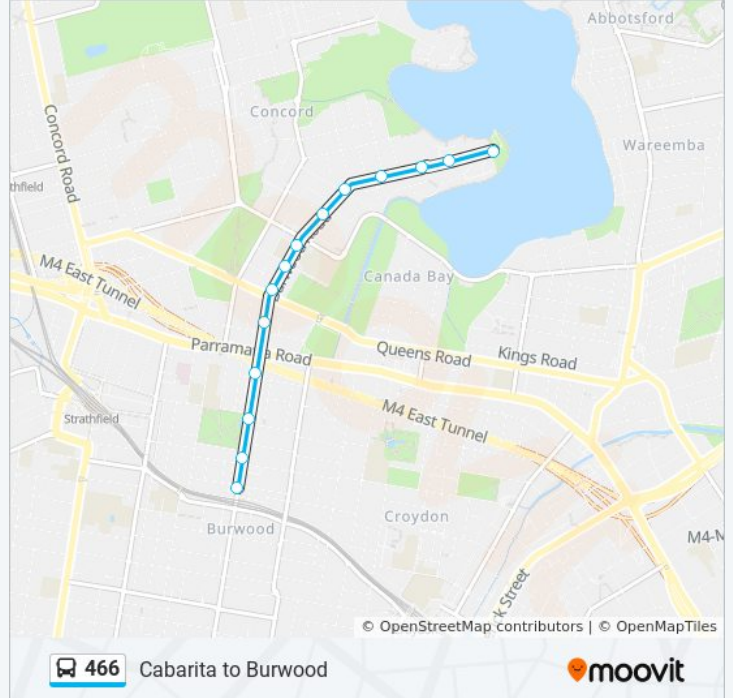 Abbotsford
Concord
Concord Road
Wareemba
thfield
M4 East Tunnel
Canada Bay
Parramatta Road
Queens Road
Kings Road
Strathfield
M4 East Tunnel
Croydon
Burwood
M4-M
rk Street
© OpenStreetMap contributors | © OpenMapTiles
466 Cabarita to Burwood
moovit